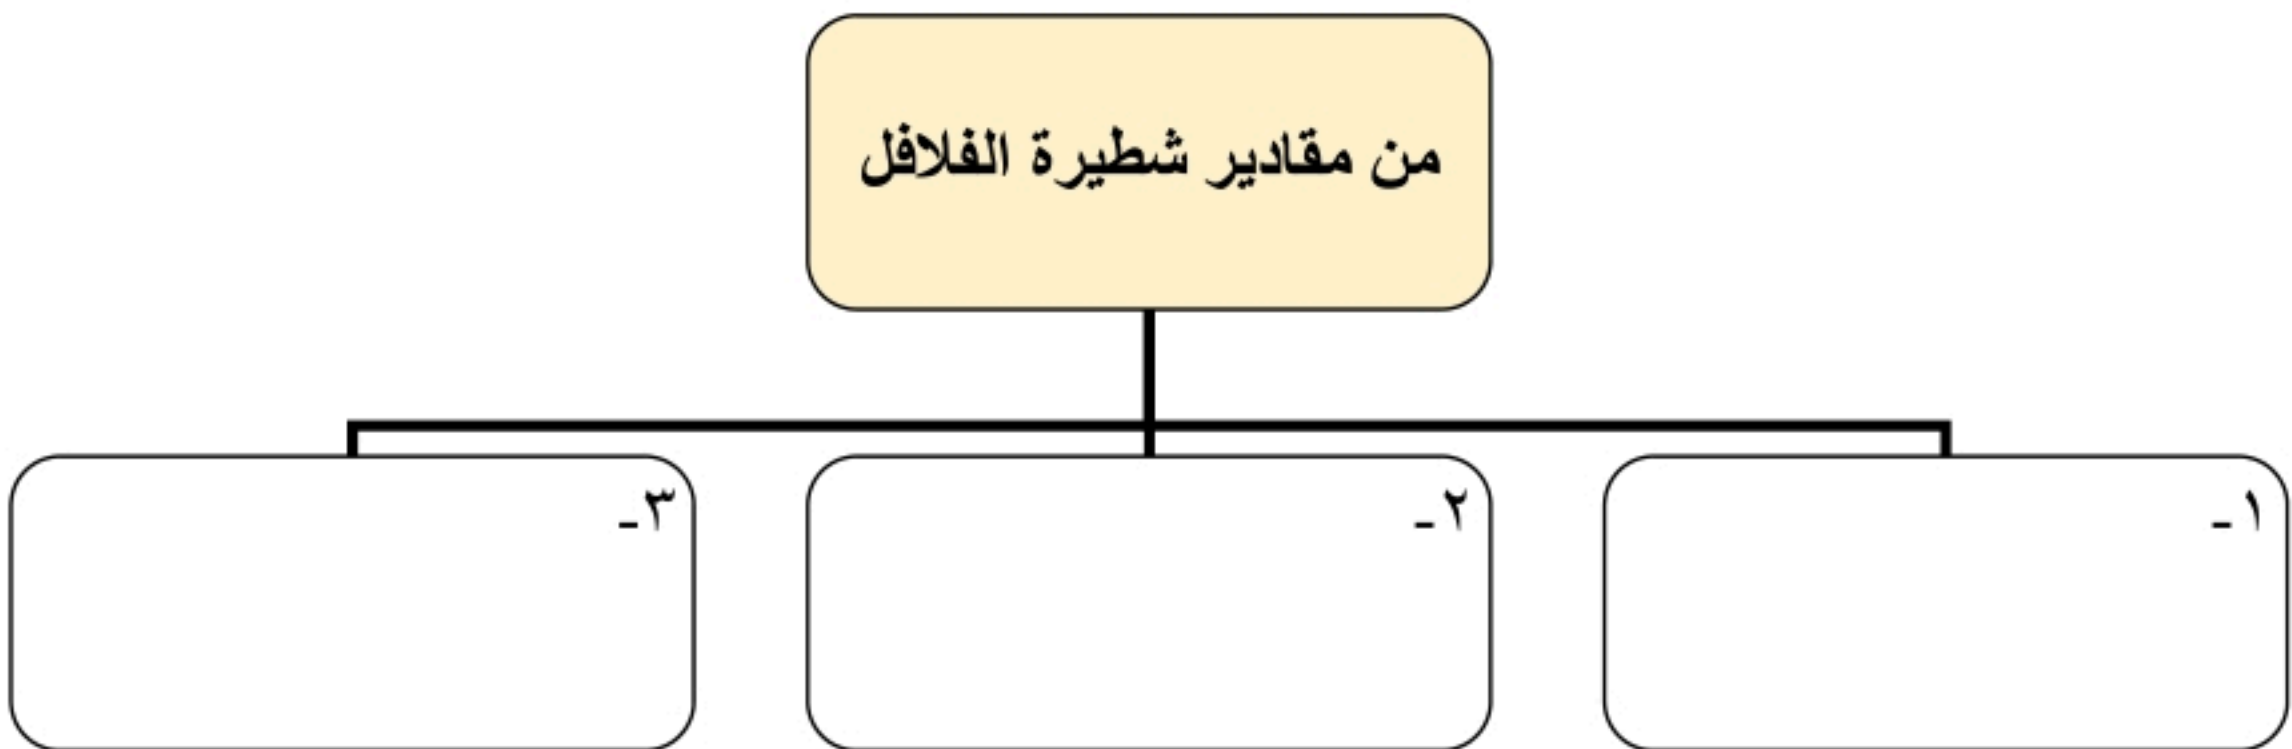 من مقادير شطيرة الفلافل
١-
٢-
٣-